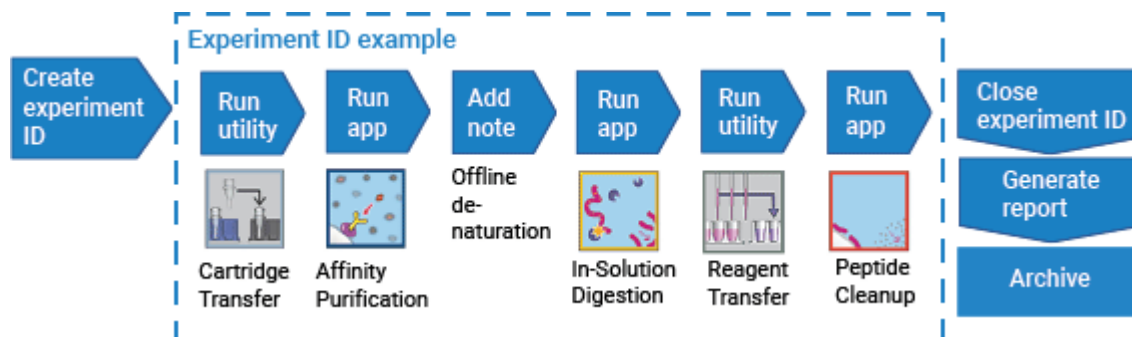 Experiment ID example
Create
experiment
ID
Run
utility
Run
app
Add
note
Run
app
Run
utility
Run
app
Cartridge
Transfer
Affinity
Purification
Offline
de-
naturation
In-Solution
Digestion
Reagent
Transfer
Peptide
Cleanup
Close
experiment ID
Generate
report
Archive